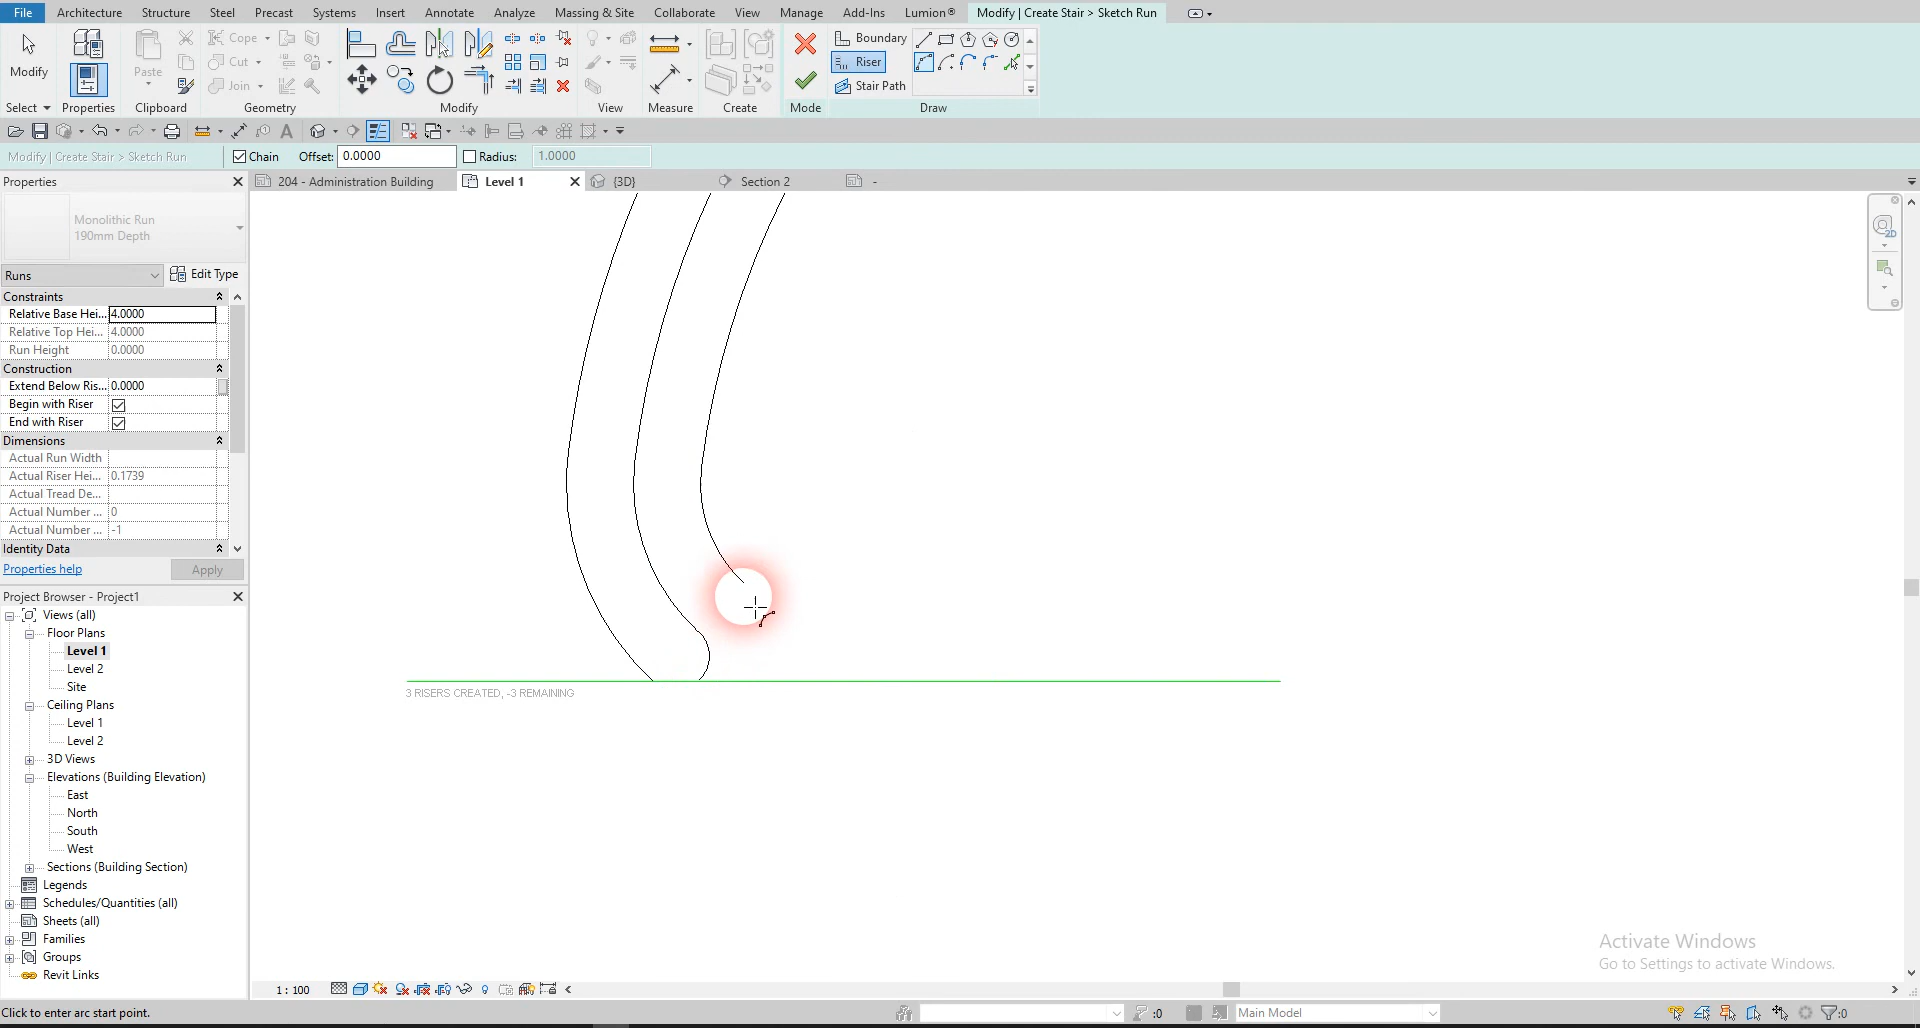 File Architecture Structure Steel Precast Systems Insert Annotate Analyze Massing & Site Collaborate View Manage Add-Ins Lumion® Modify | Create Stair > Sketch Run
Modify Paste Cope Cut Join Boundary Riser Stair Path
Select Properties Clipboard Geometry Modify View Measure Create Mode Draw
Modify | Create Stair > Sketch Run Chain Offset: 0.0000 Radius: 1.0000
Properties 204 - Administration Building Level 1 {3D} Section 2 -
Monolithic Run
190mm Depth
Runs Edit Type
Constraints
Relative Base Hei... 4.0000
Relative Top Hei... 4.0000
Run Height 0.0000
Construction
Extend Below Ris... 0.0000
Begin with Riser
End with Riser
Dimensions
Actual Run Width
Actual Riser Hei... 0.1739
Actual Tread De...
Actual Number ... 0
Actual Number ... -1
Identity Data
Properties help Apply
Project Browser - Project1
Views (all)
Floor Plans
Level 1
Level 2
Site
Ceiling Plans
Level 1
Level 2
3D Views
Elevations (Building Elevation)
East
North
South
West
Sections (Building Section)
Legends
Schedules/Quantities (all)
Sheets (all)
Families
Groups
Revit Links
3 RISERS CREATED, -3 REMAINING
2D
Activate Windows
Go to Settings to activate Windows.
1 : 100
Click to enter arc start point. :0 Main Model :0